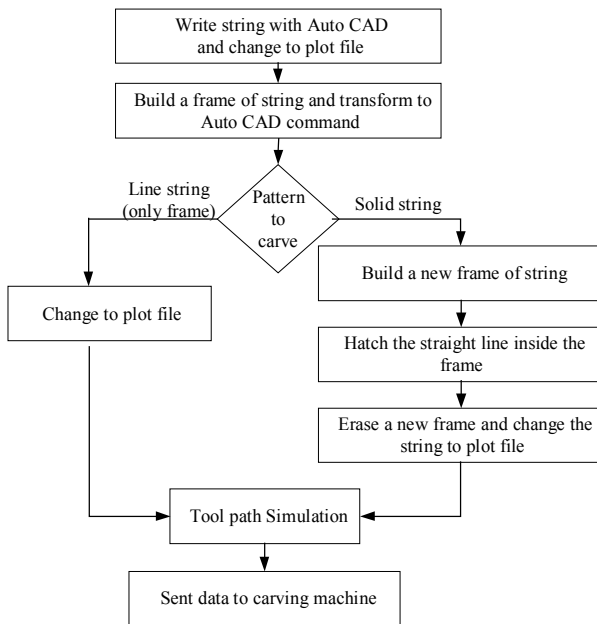 Write string with Auto CAD
and change to plot file
Build a frame of string and transform to
Auto CAD command
Line string
(only frame)
Pattern
to
carve
Solid string
Build a new frame of string
Change to plot file
Hatch the straight line inside the
frame
Erase a new frame and change the
string to plot file
Tool path Simulation
Sent data to carving machine